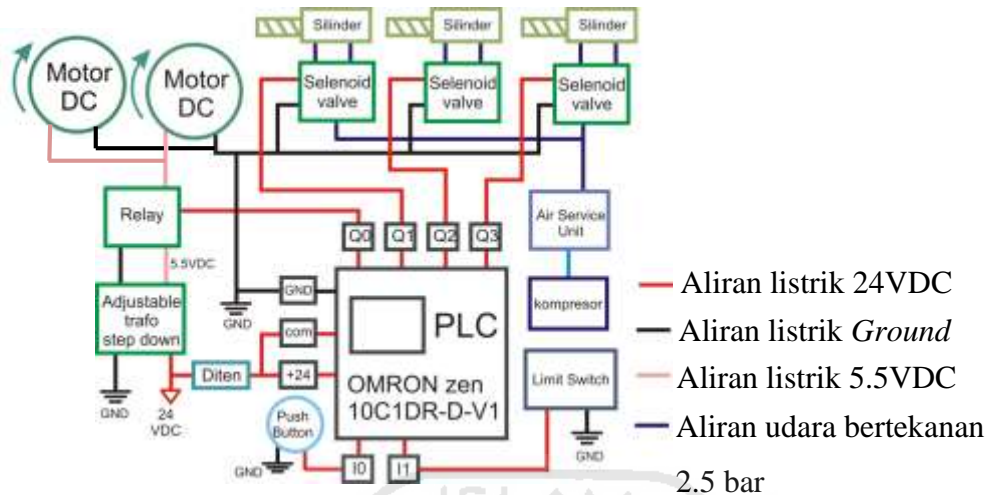 Silinder
Silinder
Silinder
Motor
DC
Motor
DC
Selenoid
valve
Selenoid
valve
Selenoid
valve
Relay
Air Service
Unit
Q0
Q1
Q2
Q3
5.5VDC
GND
Adjustable
trafo
step down
GND
PLC
kompresor
com
Diten
+24
OMRON zen
10C1DR-D-V1
Limit Switch
GND
24
VDC
Push
Button
GND
I0
I1
GND
Aliran listrik 24VDC
Aliran listrik Ground
Aliran listrik 5.5VDC
Aliran udara bertekanan
2.5 bar